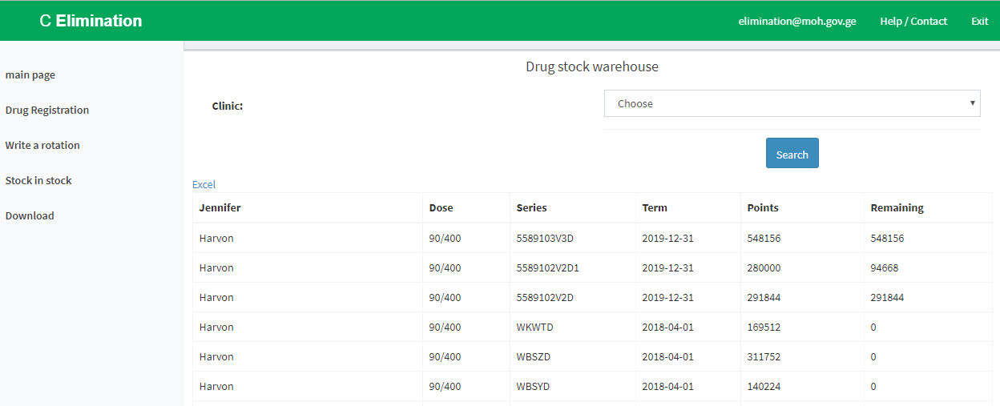 C Elimination
elimination@moh.gov.ge Help / Contact Exit
main page
Drug Registration
Write a rotation
Stock in stock
Download
Drug stock warehouse
Clinic: Choose
Search
Excel
Jennifer Dose Series Term Points Remaining
Harvon 90/400 5589103V3D 2019-12-31 548156 548156
Harvon 90/400 5589102V2D1 2019-12-31 280000 94668
Harvon 90/400 5589102V2D 2019-12-31 291844 291844
Harvon 90/400 WKWTD 2018-04-01 169512 0
Harvon 90/400 WBSZD 2018-04-01 311752 0
Harvon 90/400 WBSYD 2018-04-01 140224 0